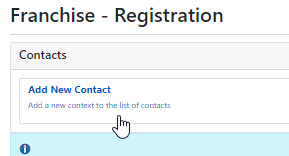 Franchise - Registration
Contacts
Add New Contact
Add a new context to the list of contacts